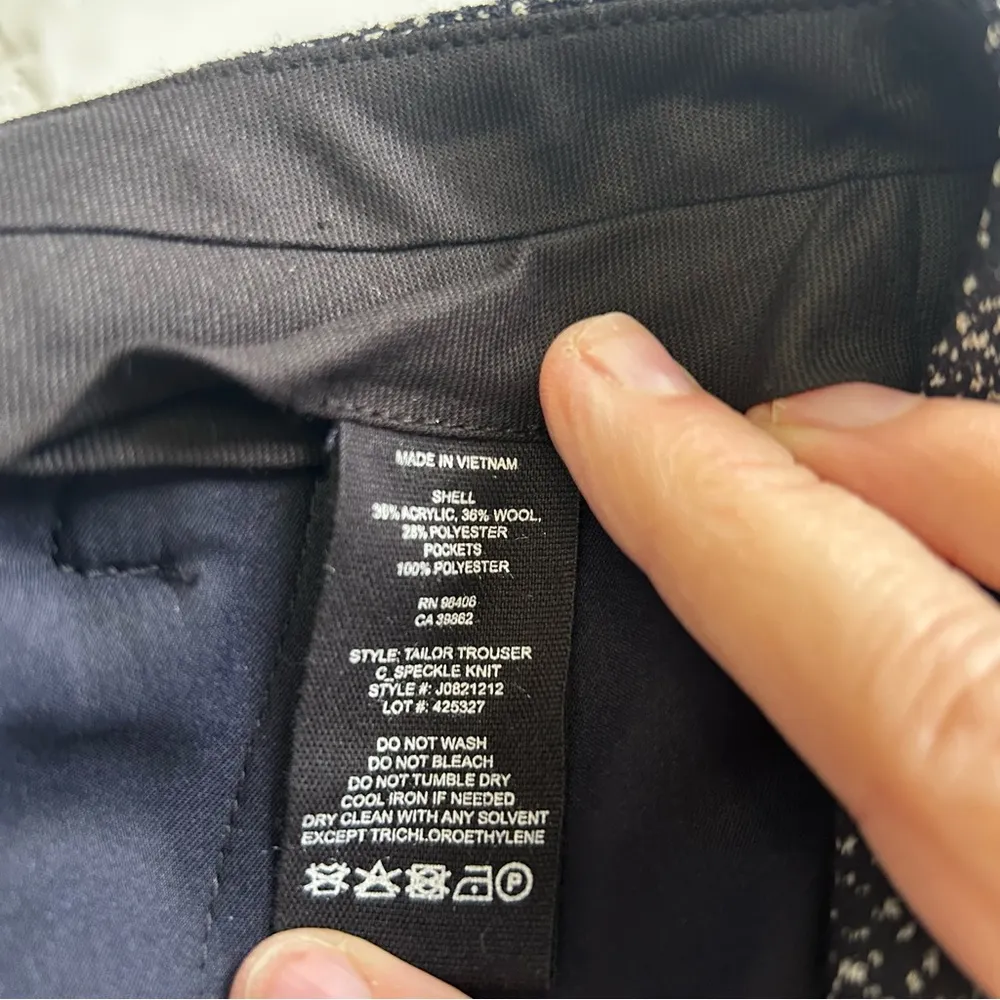 MADE IN VIETNAM
SHELL
36% ACRYLIC, 36% WOOL,
28% POLYESTER
POCKETS
100% POLYESTER
RN 98406
CA 39862
STYLE: TAILOR TROUSER
C_SPECKLE KNIT
STYLE #: J0821212
LOT #: 425327
DO NOT WASH
DO NOT BLEACH
DO NOT TUMBLE DRY
COOL IRON IF NEEDED
DRY CLEAN WITH ANY SOLVENT
EXCEPT TRICHLOROETHYLENE
P